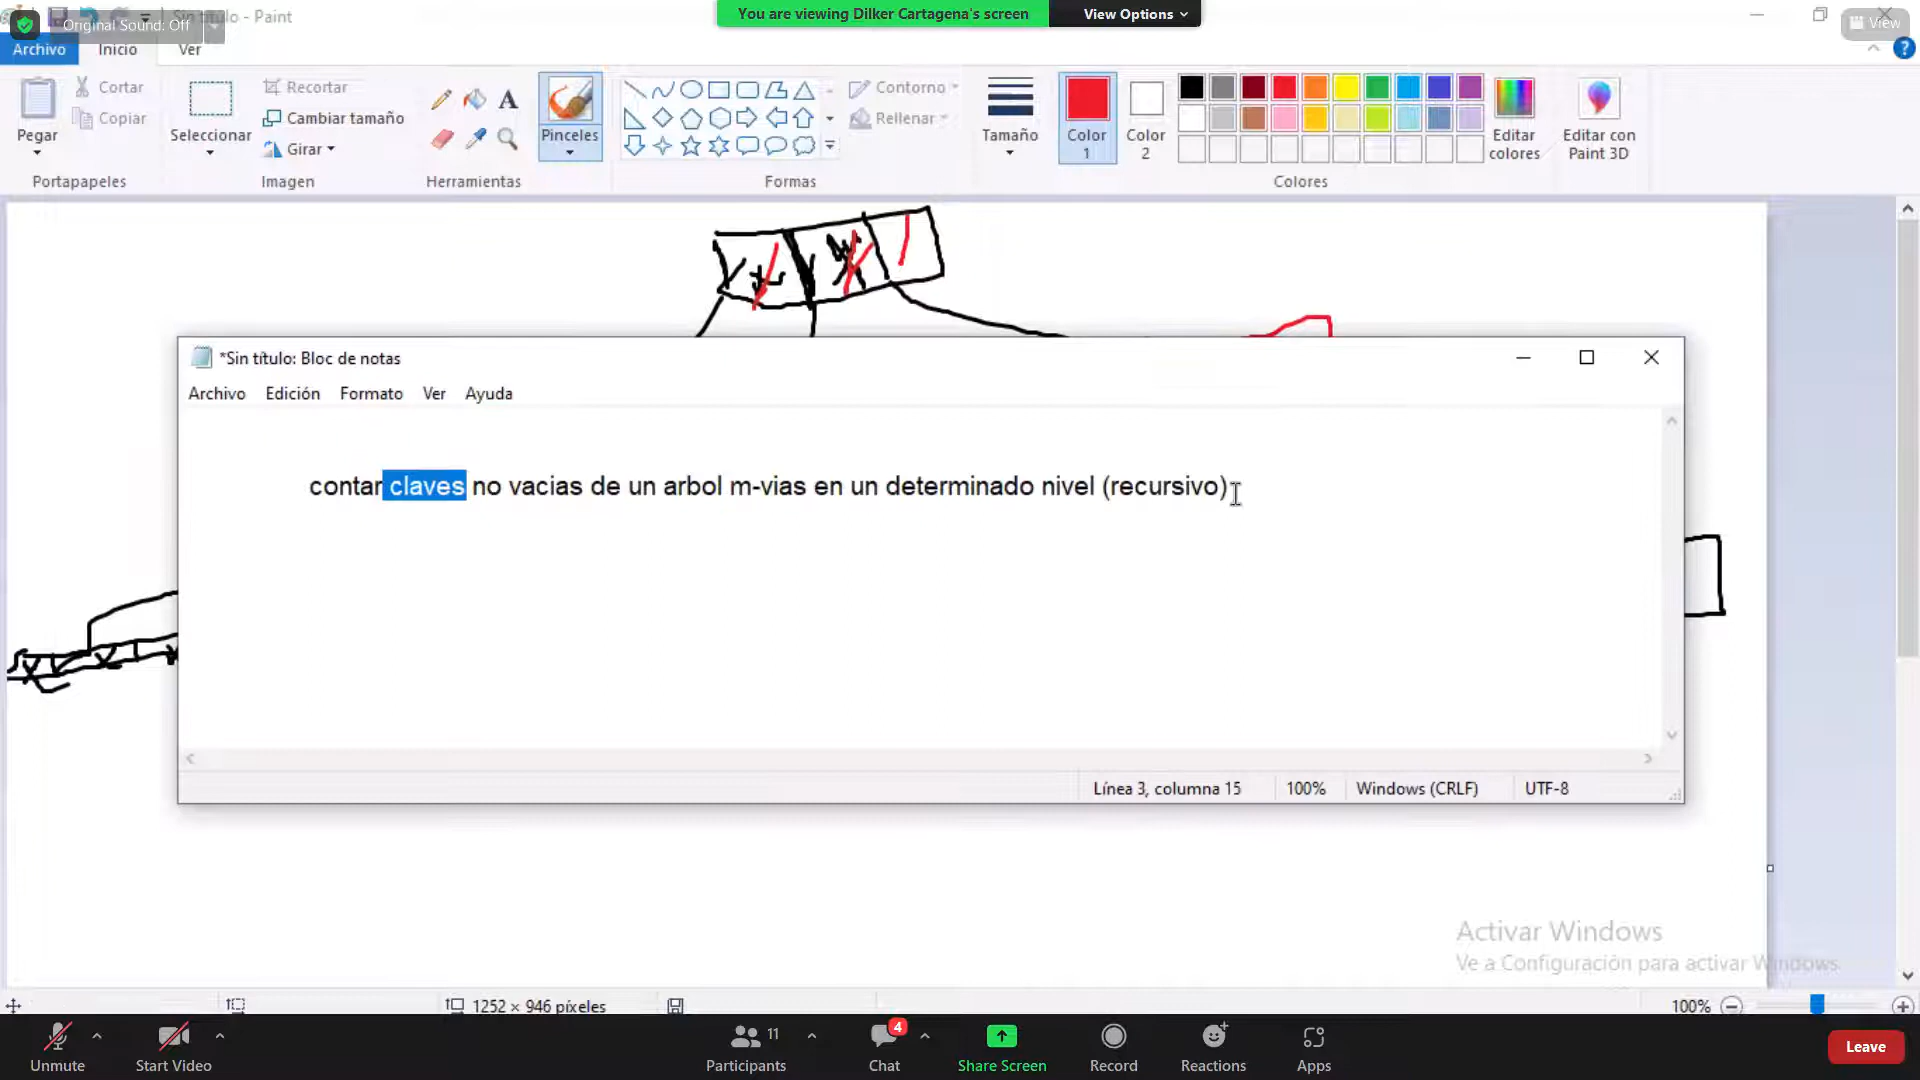 Sin título - Paint
You are viewing Dilker Cartagena's screen
View Options
Original Sound: Off
View
Archivo
Inicio
Ver
Pegar
Cortar
Copiar
Portapapeles
Seleccionar
Recortar
Cambiar tamaño
Girar
Imagen
Pinceles
Herramientas
Contorno
Rellenar
Formas
Tamaño
Color 1
Color 2
Editar colores
Editar con Paint 3D
Colores
*Sin título: Bloc de notas
Archivo Edición Formato Ver Ayuda
contar claves no vacias de un arbol m-vias en un determinado nivel (recursivo)
Línea 3, columna 15 100% Windows (CRLF) UTF-8
Activar Windows
Ve a Configuración para activar Windows
1252 × 946 píxeles
100%
Unmute
Start Video
Participants 11
Chat 4
Share Screen
Record
Reactions
Apps
Leave